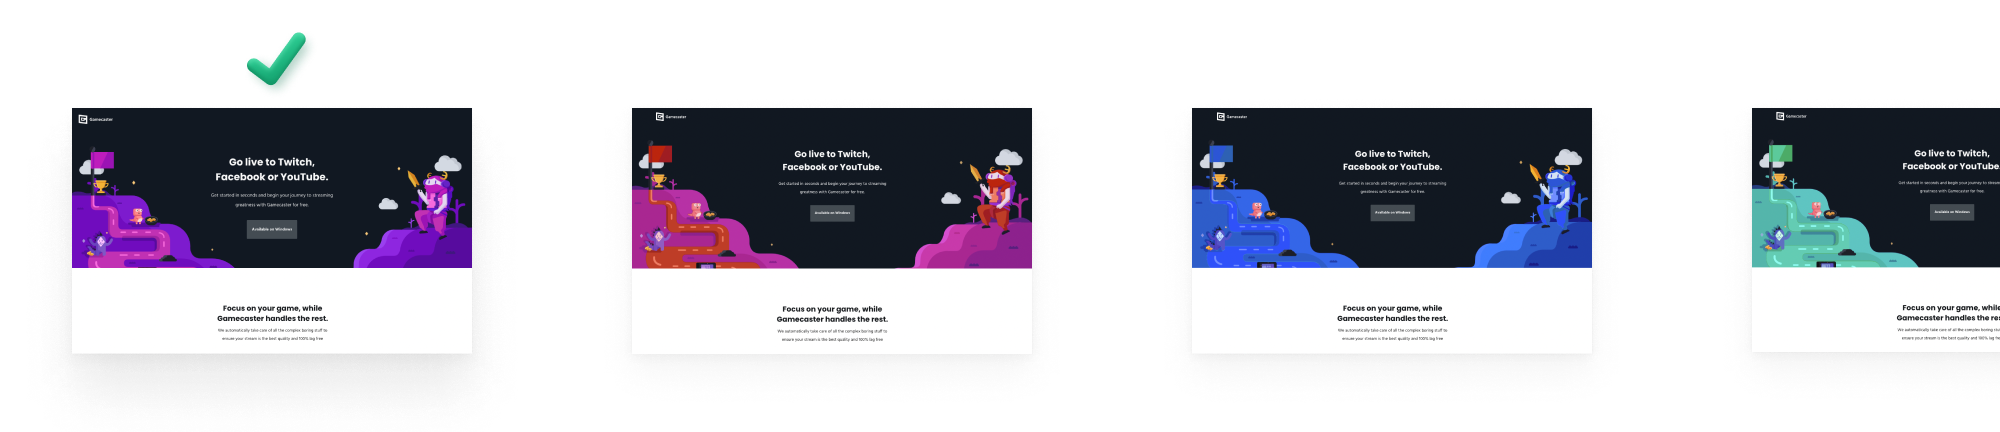 Gamecaster
Go live to Twitch,
Facebook or YouTube.
Get started in seconds and begin your journey to streaming
greatness with Gamecaster for free.
Available on Windows
Focus on your game, while
Gamecaster handles the rest.
We automatically take care of all the complex boring stuff to
ensure your stream is the best quality and 100% lag free
Gamecaster
Go live to Twitch,
Facebook or YouTube.
Get started in seconds and begin your journey to streaming
greatness with Gamecaster for free.
Available on Windows
Focus on your game, while
Gamecaster handles the rest.
We automatically take care of all the complex boring stuff to
ensure your stream is the best quality and 100% lag free
Gamecaster
Go live to Twitch,
Facebook or YouTube.
Get started in seconds and begin your journey to streaming
greatness with Gamecaster for free.
Available on Windows
Focus on your game, while
Gamecaster handles the rest.
We automatically take care of all the complex boring stuff to
ensure your stream is the best quality and 100% lag free
Gamecaster
Go live to Twitch,
Facebook or YouTube.
Get started in seconds and begin your journey to
greatness with Gamecaster for free.
Available on Windows
Focus on your game, while
Gamecaster handles the
We automatically take care of all the complex boring
ensure your stream is the best quality and 100% lag